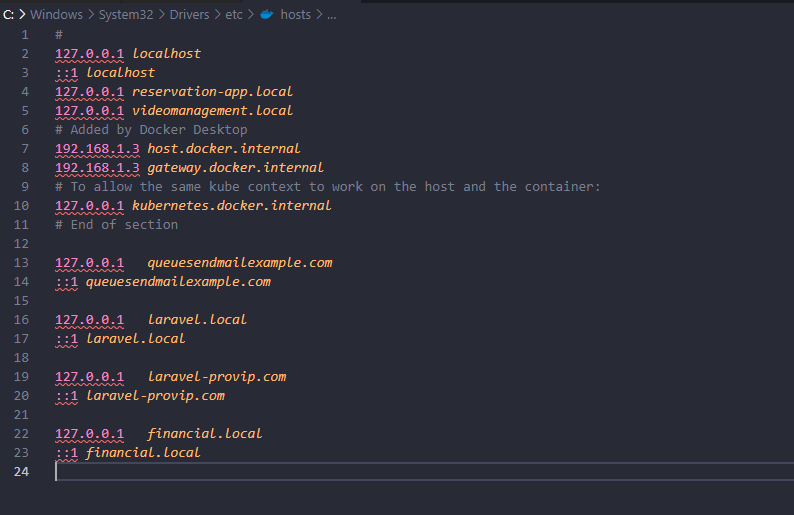 C: > Windows > System32 > Drivers > etc > hosts > ...
1 #
2 127.0.0.1 localhost
3 ::1 localhost
4 127.0.0.1 reservation-app.local
5 127.0.0.1 videomanagement.local
6 # Added by Docker Desktop
7 192.168.1.3 host.docker.internal
8 192.168.1.3 gateway.docker.internal
9 # To allow the same kube context to work on the host and the container:
10 127.0.0.1 kubernetes.docker.internal
11 # End of section
12
13 127.0.0.1   queuesendmailexample.com
14 ::1 queuesendmailexample.com
15
16 127.0.0.1   laravel.local
17 ::1 laravel.local
18
19 127.0.0.1   laravel-provip.com
20 ::1 laravel-provip.com
21
22 127.0.0.1   financial.local
23 ::1 financial.local
24